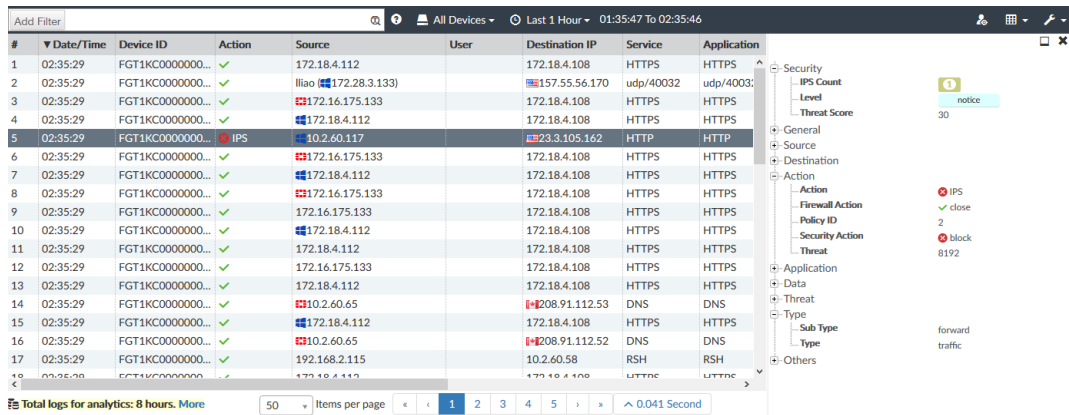 Add Filter All Devices Last 1 Hour 01:35:47 To 02:35:46
# ▼Date/Time Device ID Action Source User Destination IP Service Application
1 02:35:29 FGT1KC0000000... 172.18.4.112 172.18.4.108 HTTPS HTTPS
2 02:35:29 FGT1KC0000000... lliao (172.28.3.133) 157.55.56.170 udp/40032 udp/4003
3 02:35:29 FGT1KC0000000... 172.16.175.133 172.18.4.108 HTTPS HTTPS
4 02:35:29 FGT1KC0000000... 172.18.4.112 172.18.4.108 HTTPS HTTPS
5 02:35:29 FGT1KC0000000... IPS 10.2.60.117 23.3.105.162 HTTP HTTP
6 02:35:29 FGT1KC0000000... 172.16.175.133 172.18.4.108 HTTPS HTTPS
7 02:35:29 FGT1KC0000000... 172.18.4.112 172.18.4.108 HTTPS HTTPS
8 02:35:29 FGT1KC0000000... 172.16.175.133 172.18.4.108 HTTPS HTTPS
9 02:35:29 FGT1KC0000000... 172.16.175.133 172.18.4.108 HTTPS HTTPS
10 02:35:29 FGT1KC0000000... 172.18.4.112 172.18.4.108 HTTPS HTTPS
11 02:35:29 FGT1KC0000000... 172.18.4.112 172.18.4.108 HTTPS HTTPS
12 02:35:29 FGT1KC0000000... 172.16.175.133 172.18.4.108 HTTPS HTTPS
13 02:35:29 FGT1KC0000000... 172.18.4.112 172.18.4.108 HTTPS HTTPS
14 02:35:29 FGT1KC0000000... 10.2.60.65 208.91.112.53 DNS DNS
15 02:35:29 FGT1KC0000000... 172.18.4.112 172.18.4.108 HTTPS HTTPS
16 02:35:29 FGT1KC0000000... 10.2.60.65 208.91.112.52 DNS DNS
17 02:35:29 FGT1KC0000000... 192.168.2.115 10.2.60.58 RSH RSH
18 02:35:29 FGT1KC0000000... 172.18.4.112 172.18.4.108 HTTPS HTTPS
Total logs for analytics: 8 hours. More 50 Items per page « ‹ 1 2 3 4 5 › » 0.041 Second
Security
IPS Count 1
Level notice
Threat Score 30
General
Source
Destination
Action
Action IPS
Firewall Action close
Policy ID 2
Security Action block
Threat 8192
Application
Data
Threat
Type
Sub Type forward
Type traffic
Others